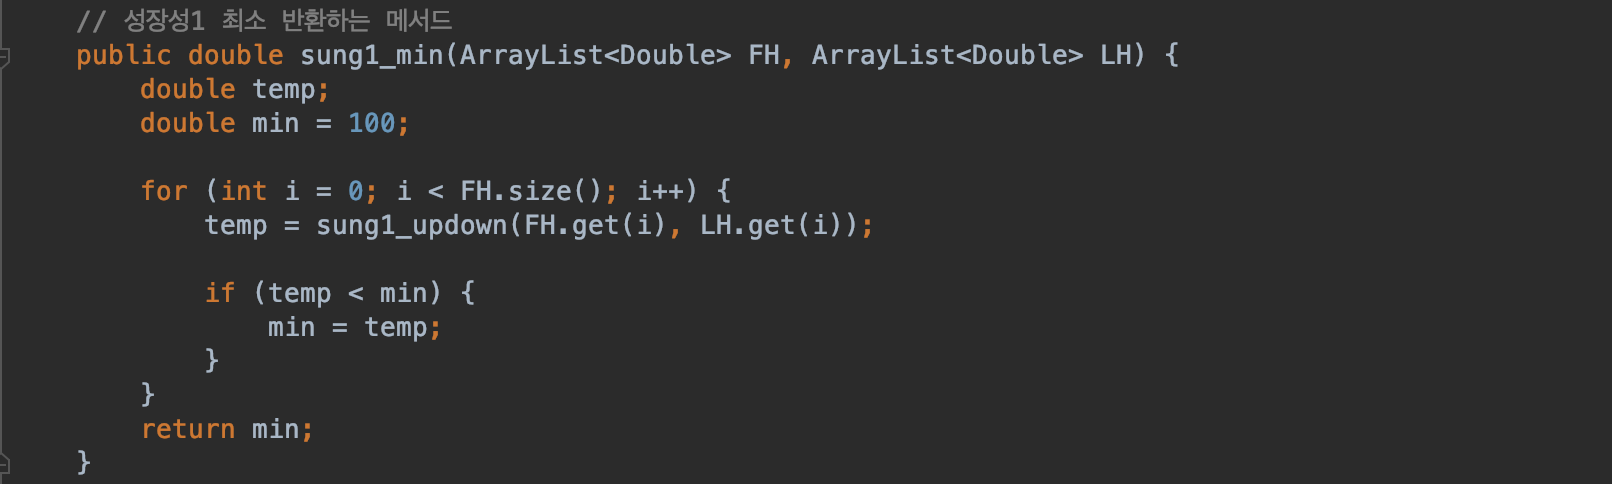 // 성장성1 최소 반환하는 메서드
public double sung1_min(ArrayList<Double> FH, ArrayList<Double> LH) {
double temp;
double min = 100;
for (int i = 0; i < FH.size(); i++) {
temp = sung1_updown(FH.get(i), LH.get(i));
if (temp < min) {
min = temp;
}
}
return min;
}